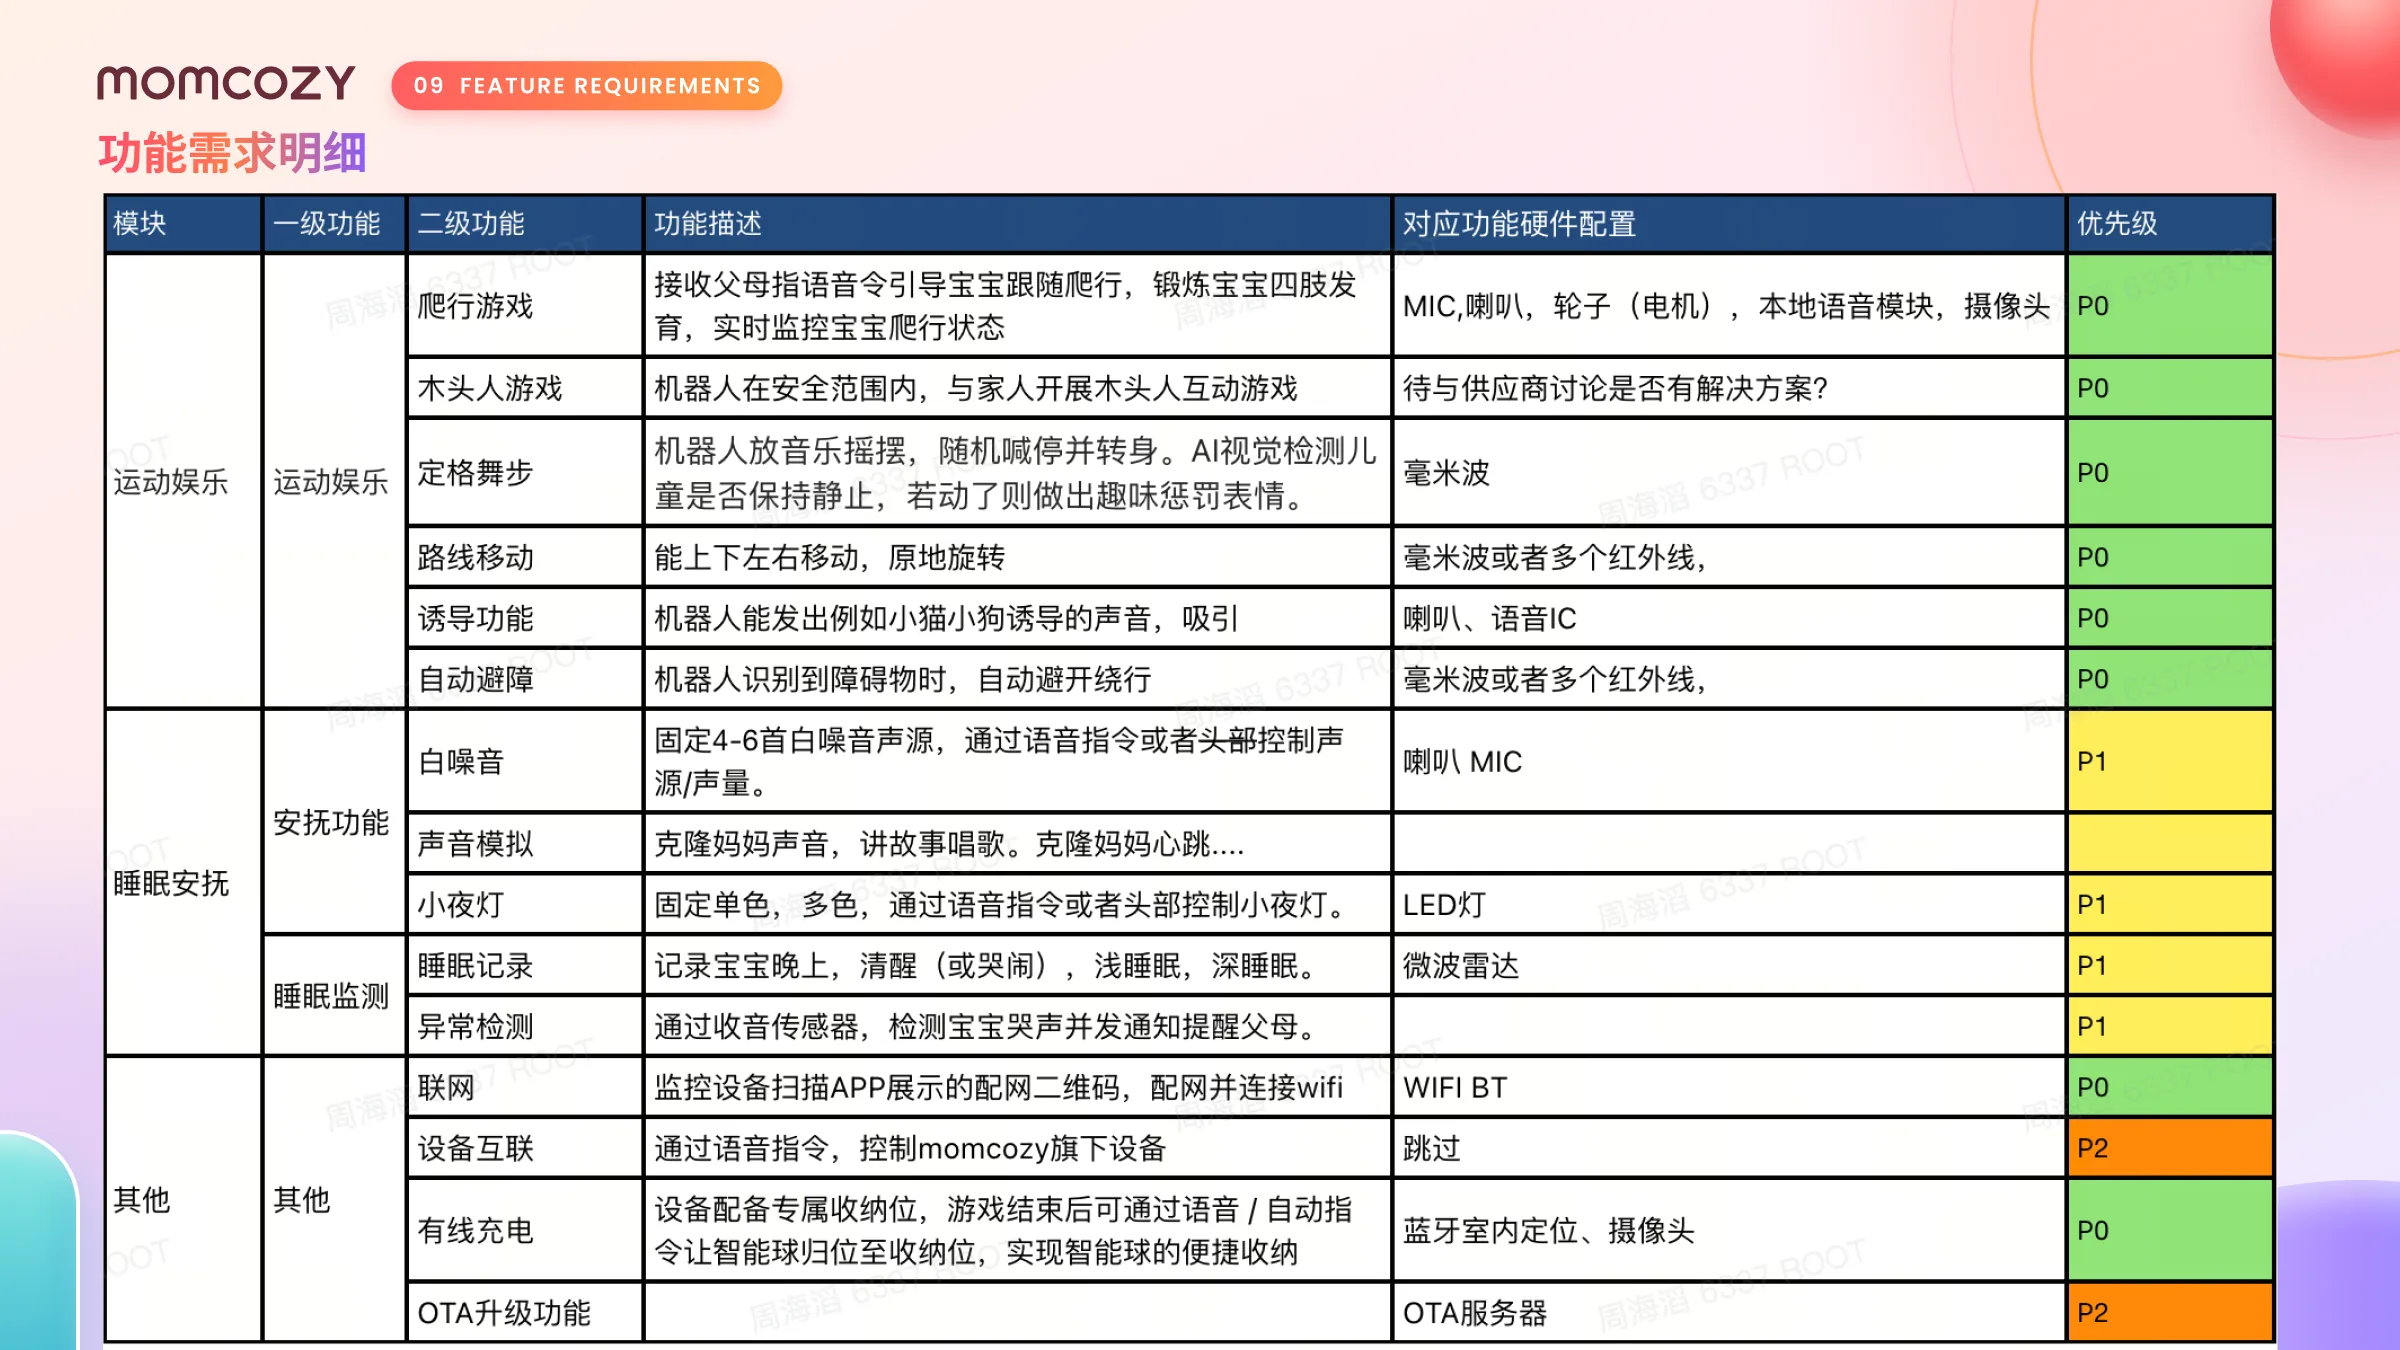 momcozy
09 FEATURE REQUIREMENTS
功能需求明细
模块 一级功能 二级功能 功能描述 对应功能硬件配置 优先级
运动娱乐 运动娱乐
爬行游戏
接收父母指语音令引导宝宝跟随爬行，锻炼宝宝四肢发
育，实时监控宝宝爬行状态
MIC,喇叭，轮子（电机），本地语音模块，摄像头
P0
木头人游戏 机器人在安全范围内，与家人开展木头人互动游戏 待与供应商讨论是否有解决方案? P0
定格舞步
机器人放音乐摇摆，随机喊停并转身。AI视觉检测儿
童是否保持静止，若动了则做出趣味惩罚表情。
毫米波
P0
路线移动 能上下左右移动，原地旋转 毫米波或者多个红外线， P0
诱导功能 机器人能发出例如小猫小狗诱导的声音，吸引 喇叭、语音IC P0
自动避障 机器人识别到障碍物时，自动避开绕行 毫米波或者多个红外线， P0
睡眠安抚
安抚功能
白噪音
固定4-6首白噪音声源，通过语音指令或者头部控制声
源/声量。
喇叭 MIC
P1
声音模拟 克隆妈妈声音，讲故事唱歌。克隆妈妈心跳....
小夜灯 固定单色，多色，通过语音指令或者头部控制小夜灯。 LED灯 P1
睡眠监测
睡眠记录 记录宝宝晚上，清醒（或哭闹），浅睡眠，深睡眠。 微波雷达 P1
异常检测 通过收音传感器，检测宝宝哭声并发通知提醒父母。 P1
其他 其他
联网 监控设备扫描APP展示的配网二维码，配网并连接wifi WIFI BT P0
设备互联 通过语音指令，控制momcozy旗下设备 跳过 P2
有线充电
设备配备专属收纳位，游戏结束后可通过语音 / 自动指
令让智能球归位至收纳位，实现智能球的便捷收纳
蓝牙室内定位、摄像头
P0
OTA升级功能 OTA服务器 P2
周海滔 6337 ROOT